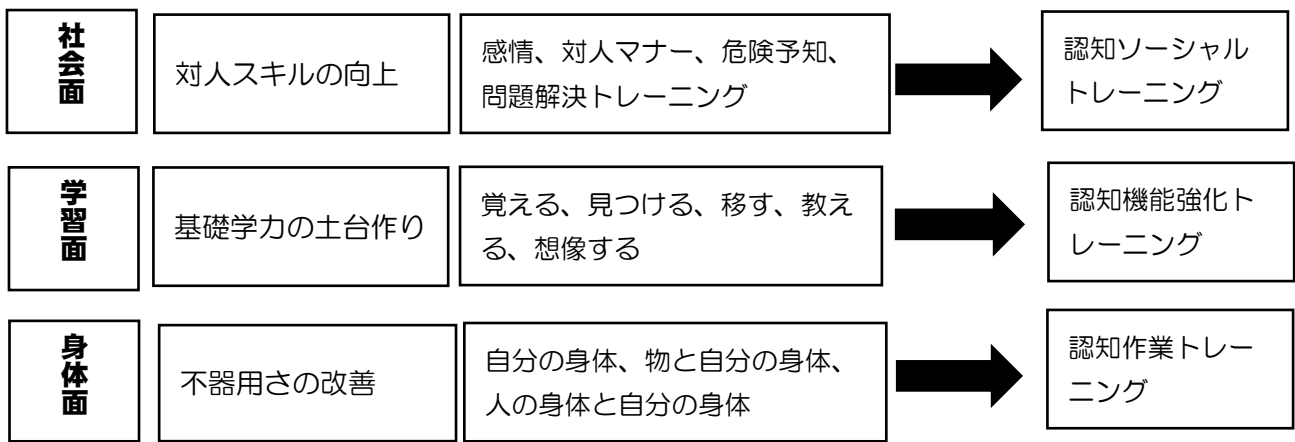 社会面
対人スキルの向上
感情、対人マナー、危険予知、
問題解決トレーニング
認知ソーシャル
トレーニング
学習面
基礎学力の土台作り
覚える、見つける、移す、教え
る、想像する
認知機能強化ト
レーニング
身体面
不器用さの改善
自分の身体、物と自分の身体、
人の身体と自分の身体
認知作業トレー
ニング